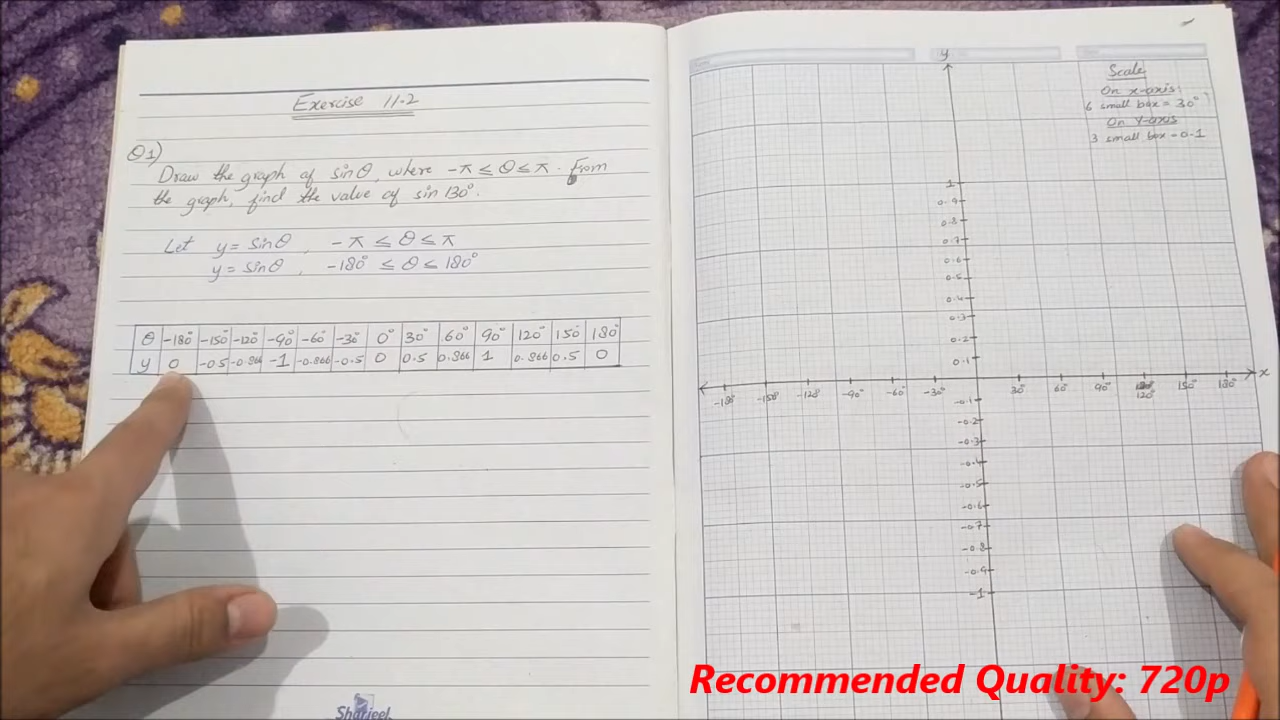 Exercise 11.2
Q1)
Draw the graph of sinθ, where -π ≤ θ ≤ π. From
the graph, find the value of sin 130°.
Let y = sinθ , -π ≤ θ ≤ π
y = sinθ , -180° ≤ θ ≤ 180°
θ -180° -150° -120° -90° -60° -30° 0° 30° 60° 90° 120° 150° 180°
y 0 -0.5 -0.866 -1 -0.866 -0.5 0 0.5 0.866 1 0.866 0.5 0
Sharjeel
y
Scale
On x-axis
6 small box = 30°
On Y-axis
3 small box = 0.1
1
0.9
0.8
0.7
0.6
0.5
0.4
0.3
0.2
0.1
-180° -150° -120° -90° -60° -30° 30° 60° 90° 120° 150° 180° x
-0.1
-0.2
-0.3
-0.4
-0.5
-0.6
-0.7
-0.8
-0.9
-1
Recommended Quality: 720p